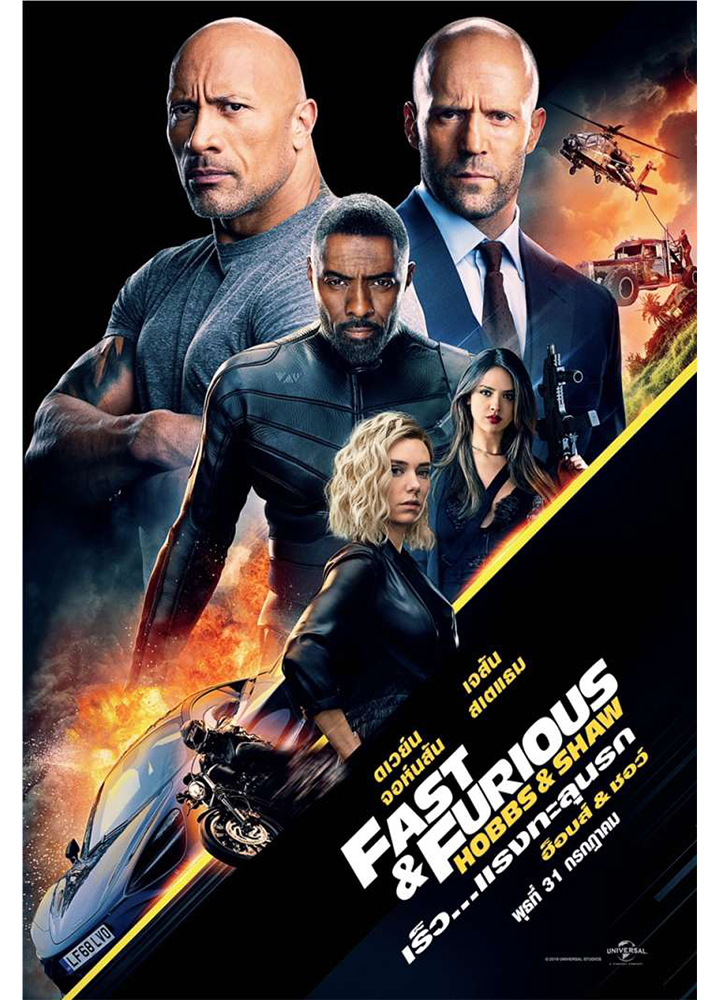 เจสัน
สเตแธม
ดเวย์น
จอห์นสัน
FAST
& FURIOUS
HOBBS & SHAW
เร็ว...แรงทะลุนรก
ฮ็อบส์ & ชอว์
พุธที่ 31 กรกฎาคม
LF68 LVO
© 2019 UNIVERSAL STUDIOS
UNIVERSAL